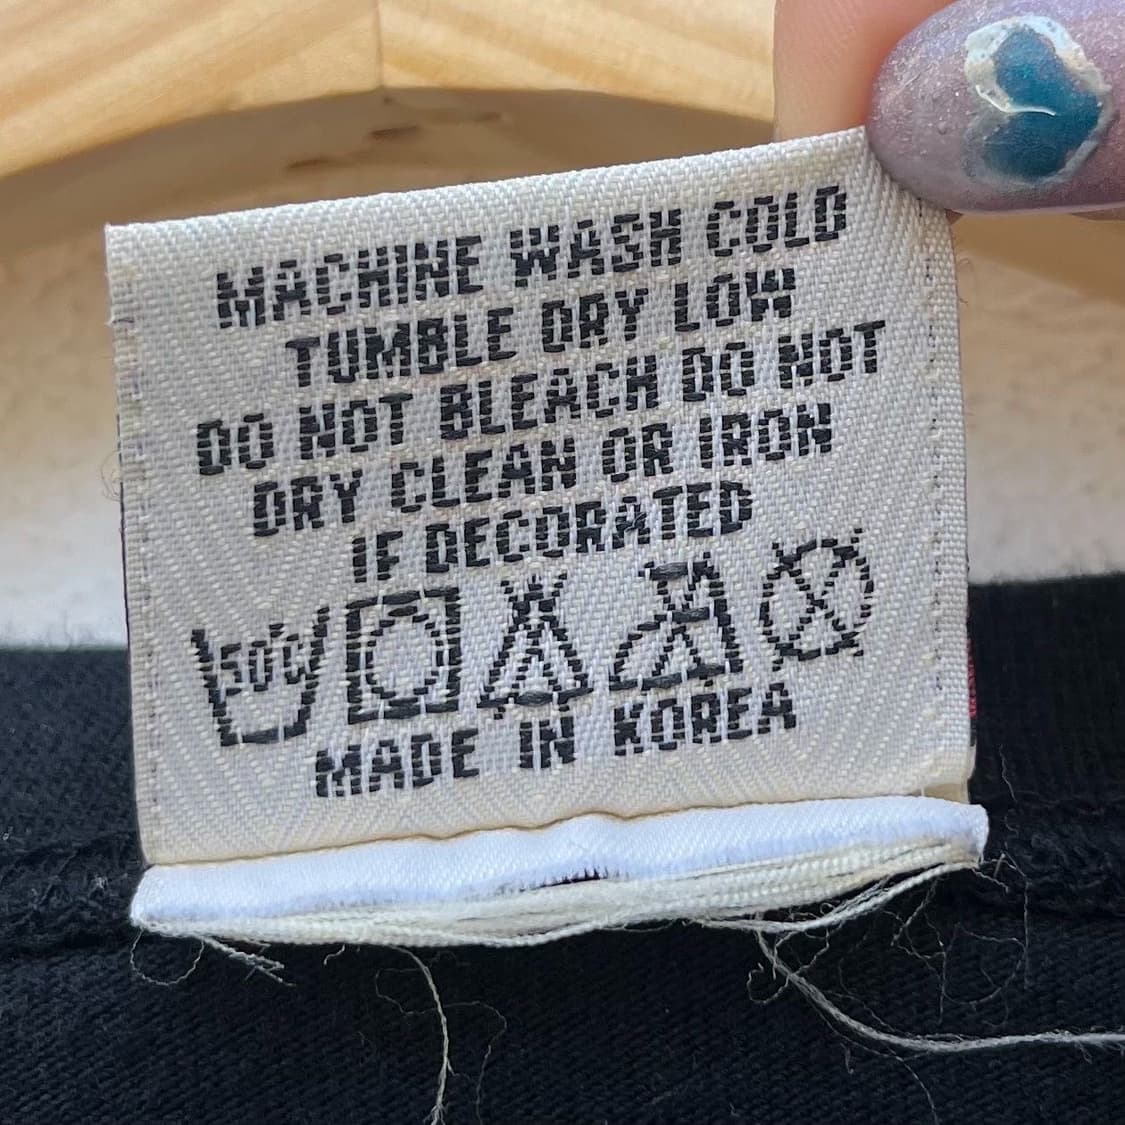 MACHINE WASH COLD
TUMBLE DRY LOW
DO NOT BLEACH DO NOT
DRY CLEAN OR IRON
IF DECORATED
50°C
MADE IN KOREA